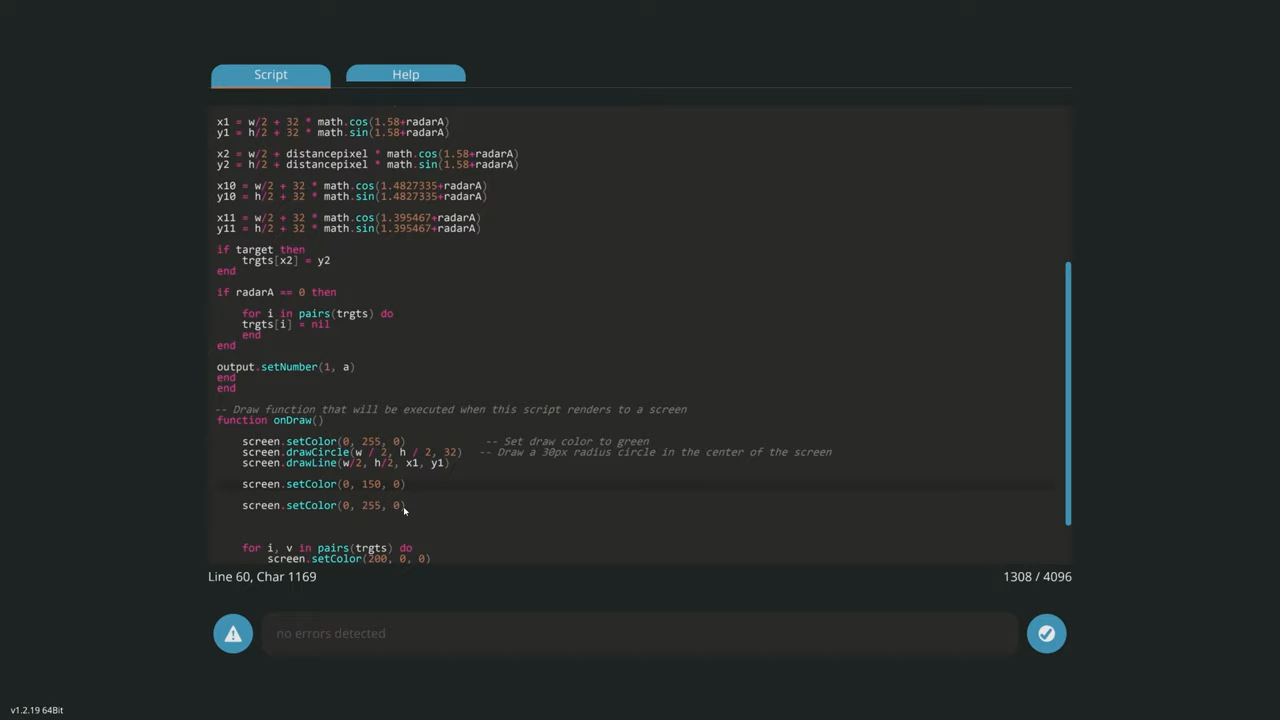 Script
Help
x1 = w/2 + 32 * math.cos(1.58+radarA)
y1 = h/2 + 32 * math.sin(1.58+radarA)
x2 = w/2 + distancepixel * math.cos(1.58+radarA)
y2 = h/2 + distancepixel * math.sin(1.58+radarA)
x10 = w/2 + 32 * math.cos(1.4827335+radarA)
y10 = h/2 + 32 * math.sin(1.4827335+radarA)
x11 = w/2 + 32 * math.cos(1.395467+radarA)
y11 = h/2 + 32 * math.sin(1.395467+radarA)
if target then
trgts[x2] = y2
end
if radarA == 0 then
for i in pairs(trgts) do
trgts[i] = nil
end
end
output.setNumber(1, a)
end
end
-- Draw function that will be executed when this script renders to a screen
function onDraw()
screen.setColor(0, 255, 0) -- Set draw color to green
screen.drawCircle(w / 2, h / 2, 32) -- Draw a 30px radius circle in the center of the screen
screen.drawLine(w/2, h/2, x1, y1)
screen.setColor(0, 150, 0)
screen.setColor(0, 255, 0)
for i, v in pairs(trgts) do
screen.setColor(200, 0, 0)
Line 60, Char 1169
1308 / 4096
no errors detected
v1.2.19 64Bit